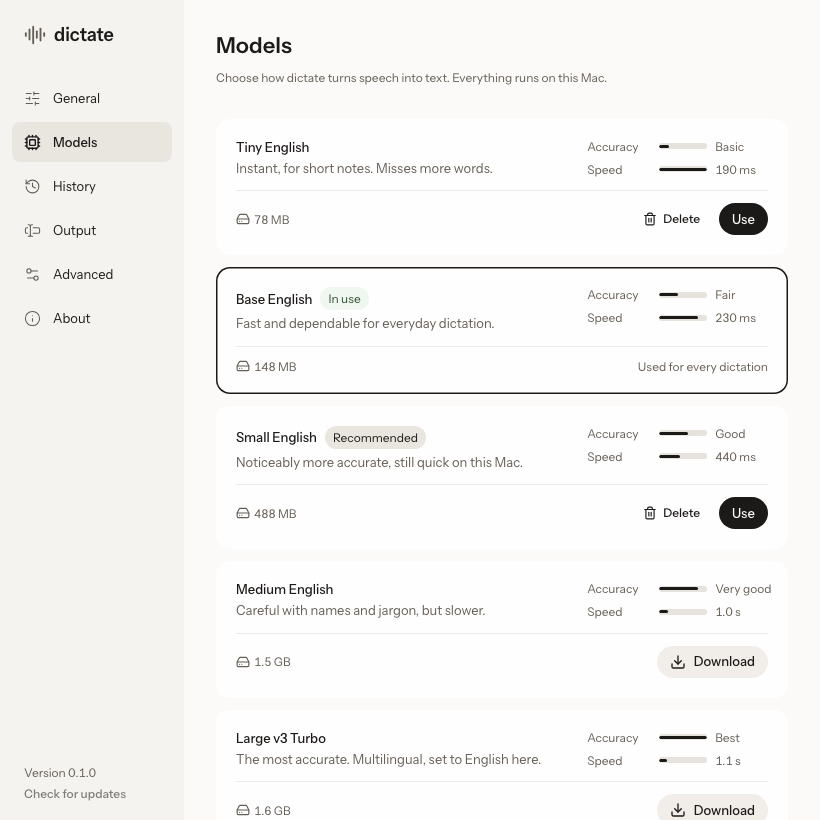 dictate
General
Models
History
Output
Advanced
About
Version 0.1.0
Check for updates
Models
Choose how dictate turns speech into text. Everything runs on this Mac.
Tiny English
Instant, for short notes. Misses more words.
Accuracy Basic
Speed 190 ms
78 MB
Delete Use
Base English In use
Fast and dependable for everyday dictation.
Accuracy Fair
Speed 230 ms
148 MB
Used for every dictation
Small English Recommended
Noticeably more accurate, still quick on this Mac.
Accuracy Good
Speed 440 ms
488 MB
Delete Use
Medium English
Careful with names and jargon, but slower.
Accuracy Very good
Speed 1.0 s
1.5 GB
Download
Large v3 Turbo
The most accurate. Multilingual, set to English here.
Accuracy Best
Speed 1.1 s
1.6 GB
Download